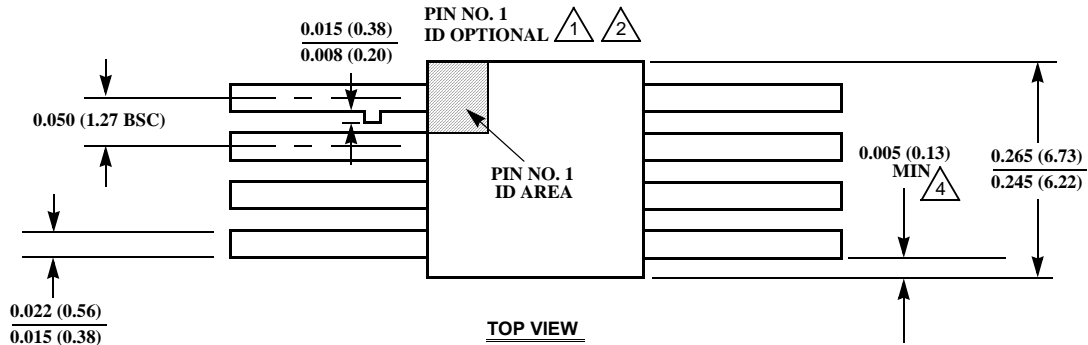 PIN NO. 1
ID OPTIONAL 1 2
0.015 (0.38)
0.008 (0.20)
0.050 (1.27 BSC)
PIN NO. 1
ID AREA
0.005 (0.13)
MIN 4
0.265 (6.73)
0.245 (6.22)
0.022 (0.56)
0.015 (0.38)
TOP VIEW